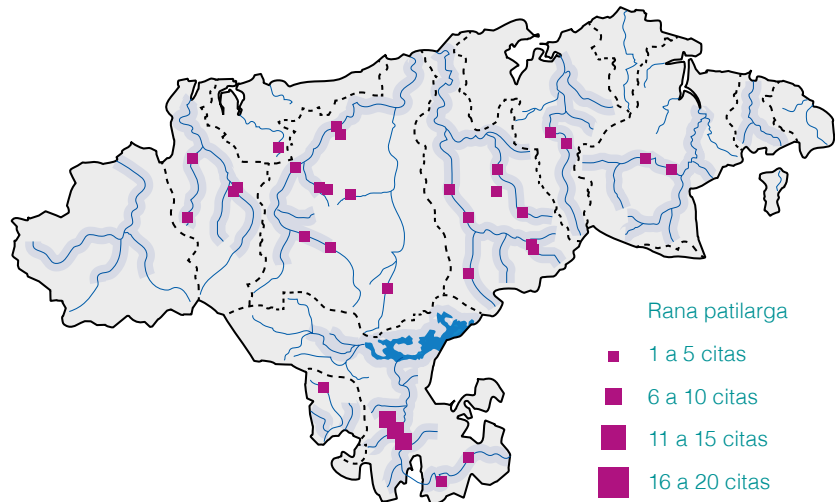 Rana patilarga
1 a 5 citas
6 a 10 citas
11 a 15 citas
16 a 20 citas